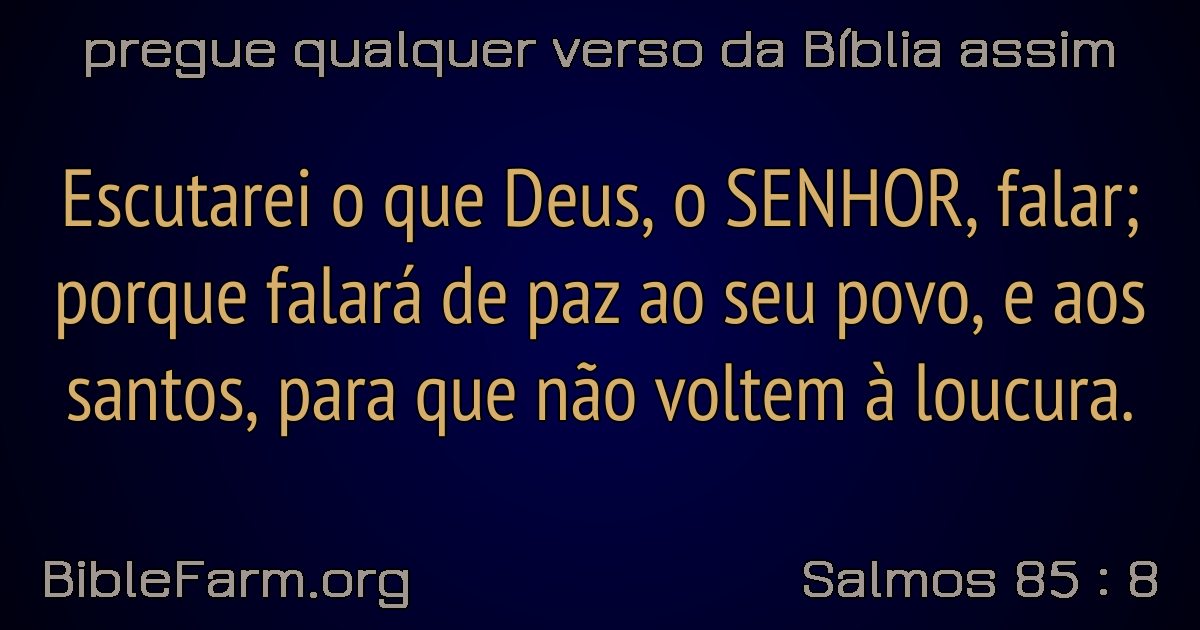 pregue qualquer verso da Bíblia assim
Escutarei o que Deus, o SENHOR, falar;
porque falará de paz ao seu povo, e aos
santos, para que não voltem à loucura.
BibleFarm.org
Salmos 85 : 8